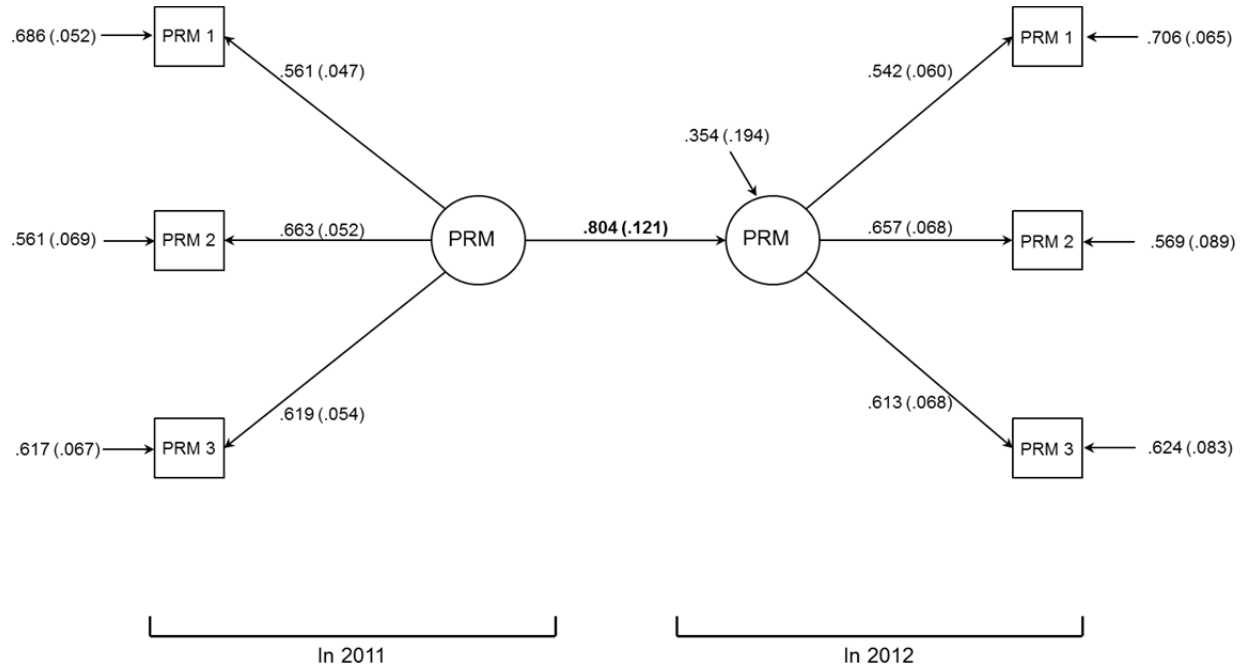 .686 (.052)
PRM 1
.561 (.047)
.542 (.060)
PRM 1
.706 (.065)
.354 (.194)
.561 (.069)
PRM 2
.663 (.052)
PRM
.804 (.121)
PRM
.657 (.068)
PRM 2
.569 (.089)
.619 (.054)
.613 (.068)
.617 (.067)
PRM 3
PRM 3
.624 (.083)
In 2011
In 2012